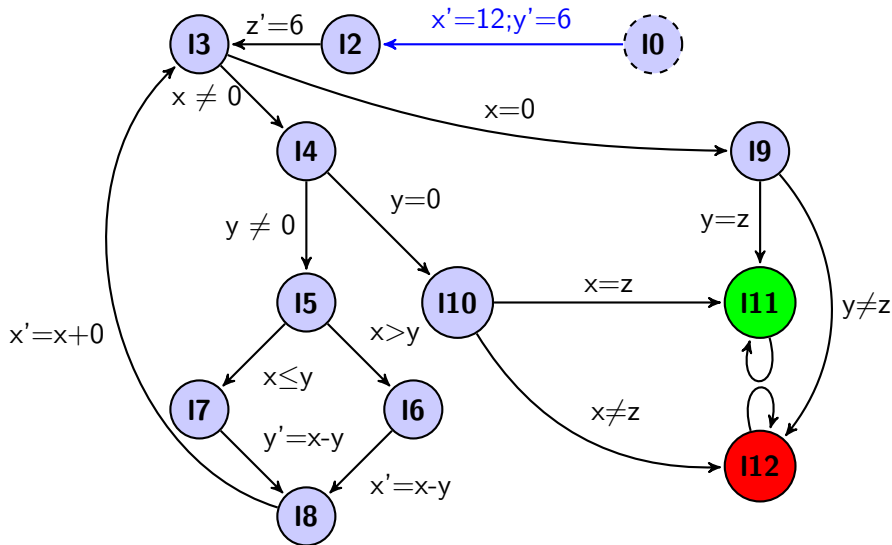 l3
z'=6
l2
x'=12;y'=6
l0
x ≠ 0
x=0
l4
l9
y ≠ 0
y=0
y=z
l5
l10
x=z
l11
y≠z
x'=x+0
x>y
x≤y
l7
l6
x≠z
y'=x-y
l12
x'=x-y
l8